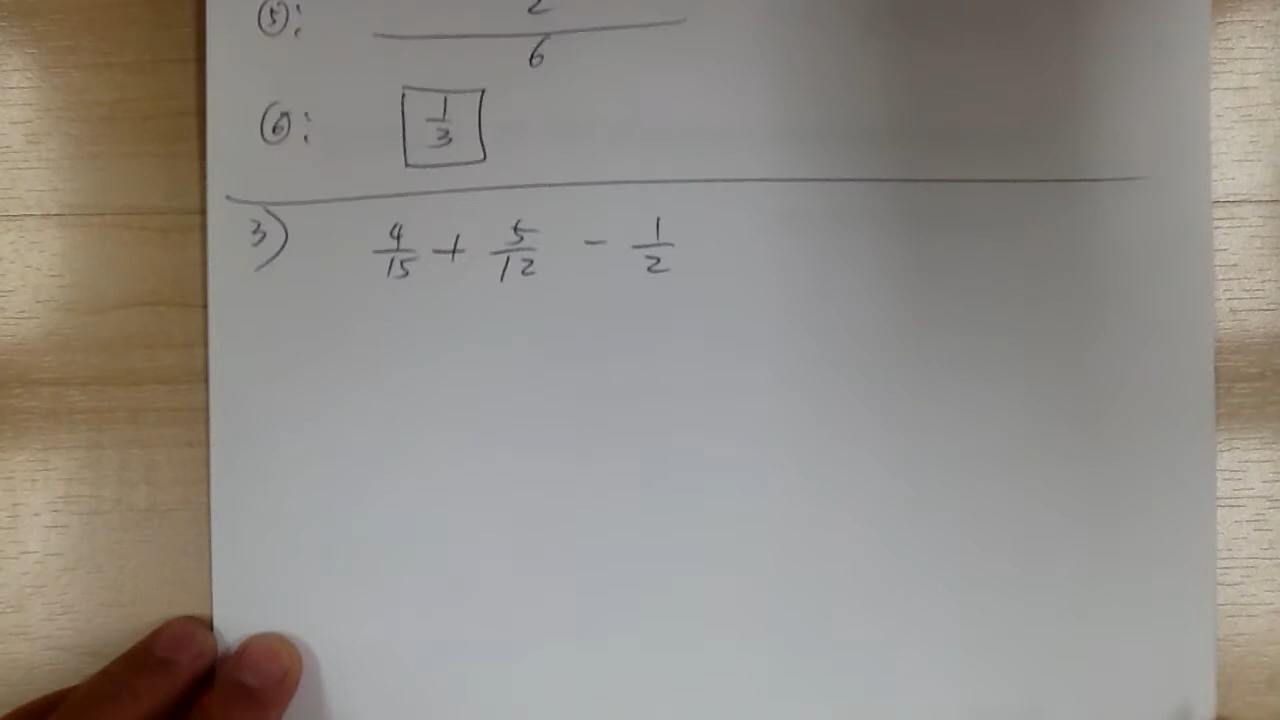 ⑤: 2/6
⑥: 1/3
3) 4/15 + 5/12 - 1/2